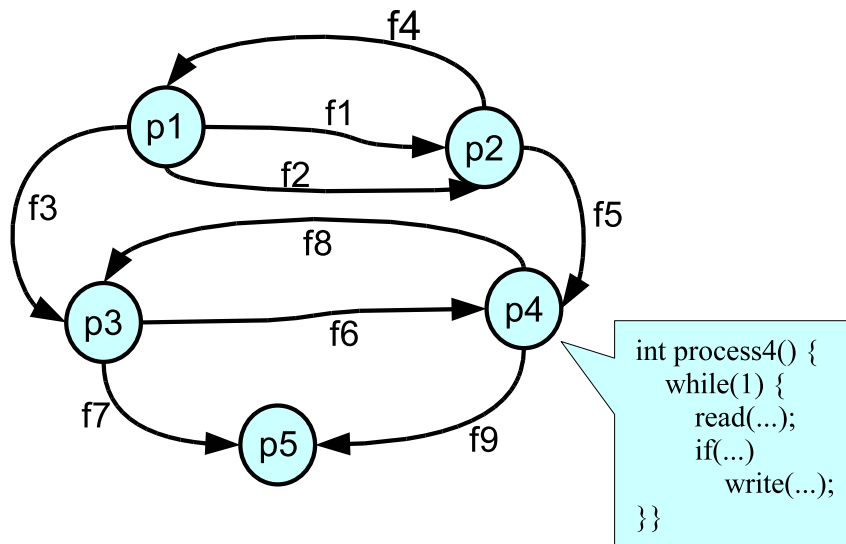 f4
p1
f1
p2
f2
f3
f5
f8
p3
f6
p4
f7
p5
f9
int process4() {
while(1) {
read(...);
if(...)
write(...);
}}